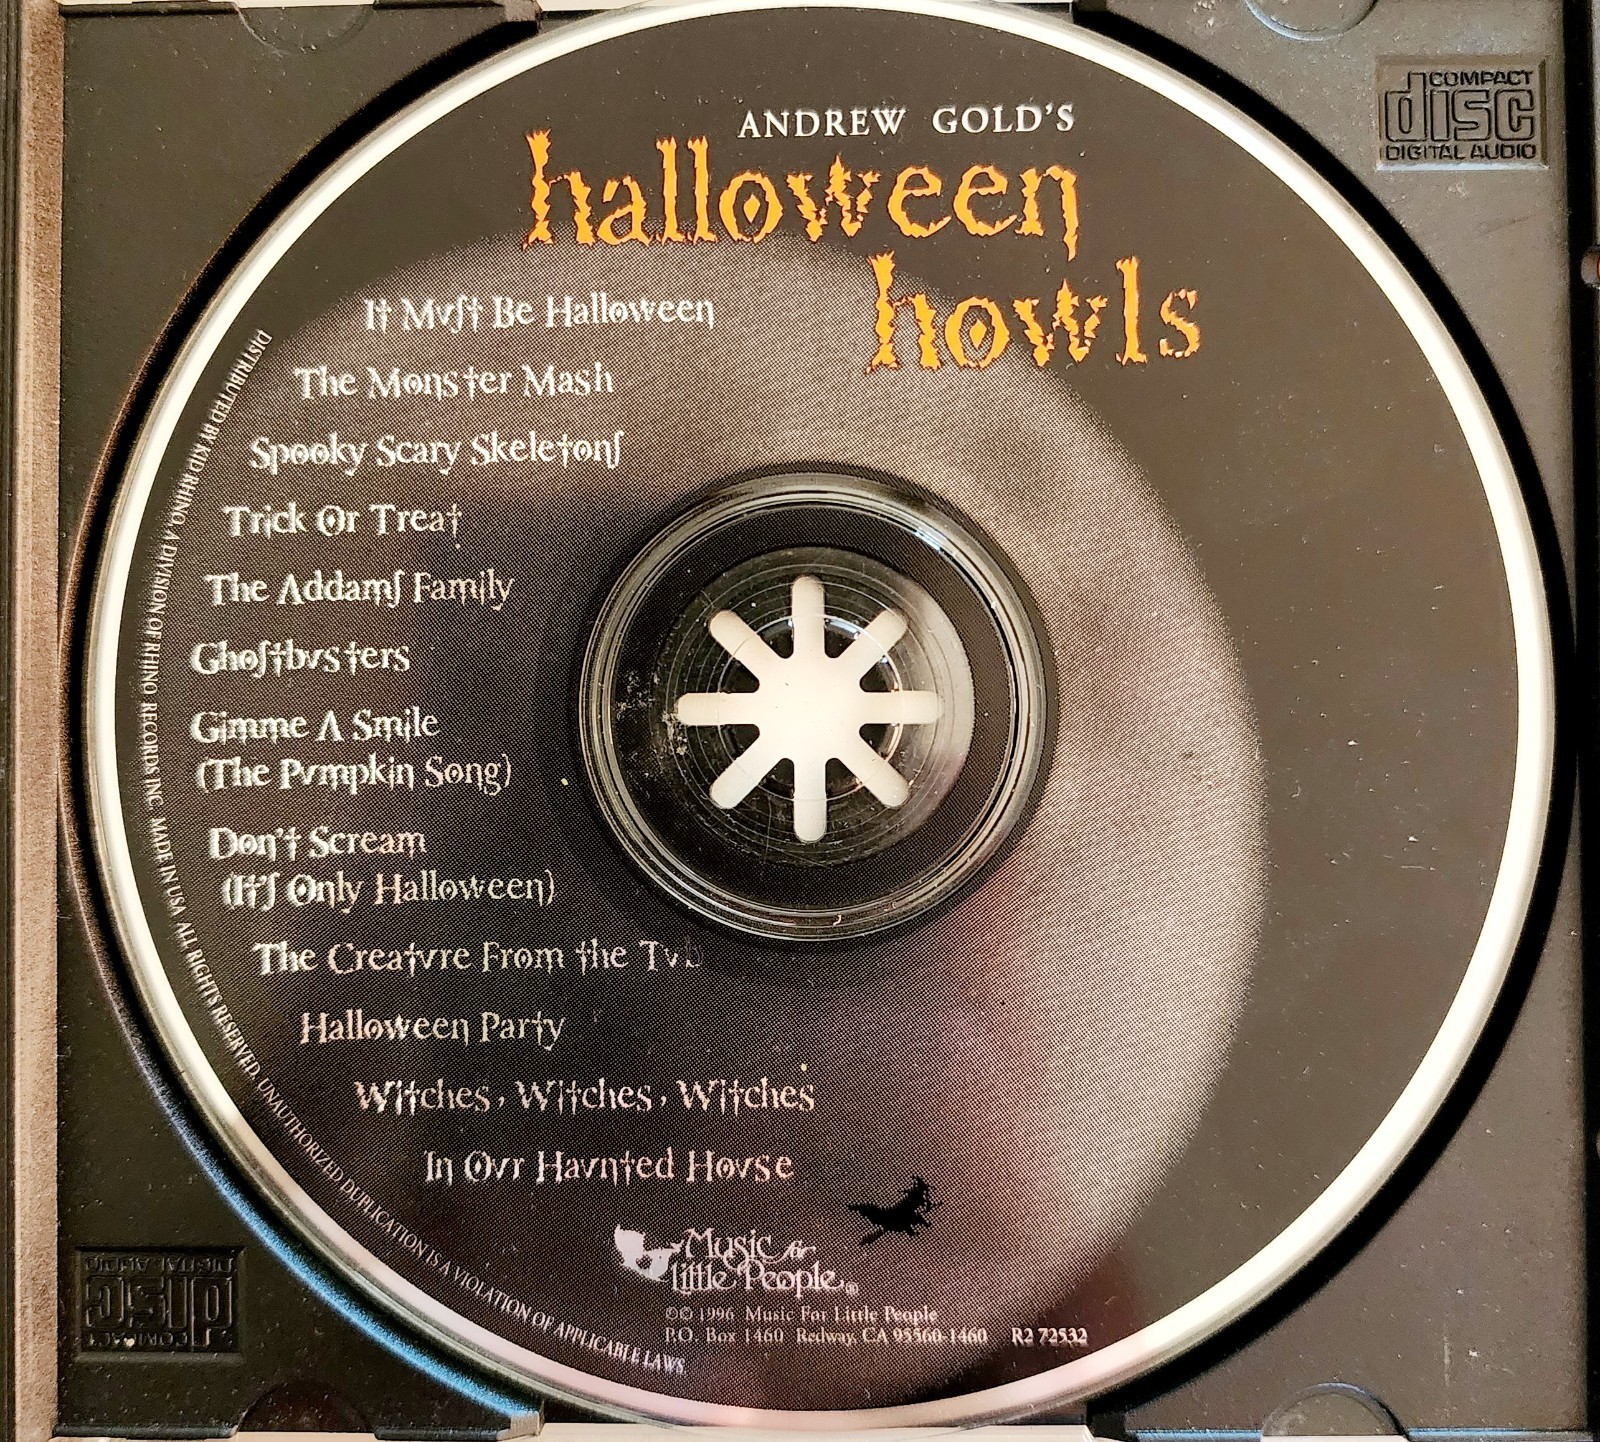 COMPACT
disc
DIGITAL AUDIO
ANDREW GOLD'S
halloween
howls
It Must Be Halloween
The Monster Mash
Spooky Scary Skeletons
Trick Or Treat
The Addams Family
Ghostbusters
Gimme A Smile
(The Pumpkin Song)
Don't Scream
(It's Only Halloween)
The Creature From the Tub
Halloween Party
Witches, Witches, Witches
In Our Haunted House
Music for
Little People®
℗© 1996 Music For Little People
P.O. Box 1460 Redway, CA 95560-1460 R2 72532
DISTRIBUTED BY KID RHINO, A DIVISION OF RHINO RECORDS INC. MADE IN USA. ALL RIGHTS RESERVED. UNAUTHORIZED DUPLICATION IS A VIOLATION OF APPLICABLE LAWS.
COMPACT
disc
DIGITAL AUDIO